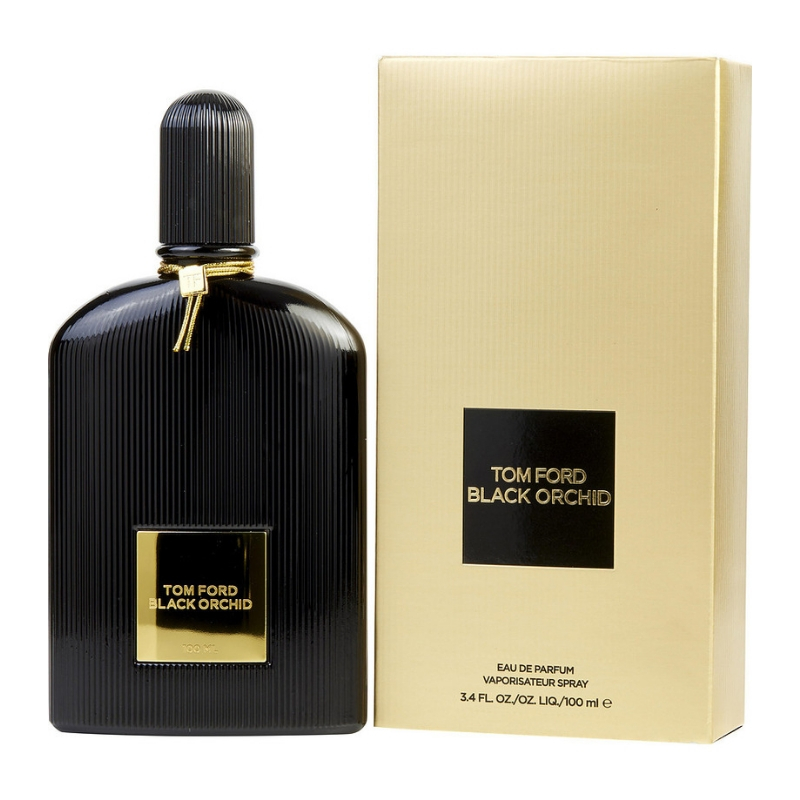 TF
TOM FORD
BLACK ORCHID
100 ML
TOM FORD
BLACK ORCHID
EAU DE PARFUM
VAPORISATEUR SPRAY
3.4 FL. OZ./OZ. LIQ./100 ml ℮